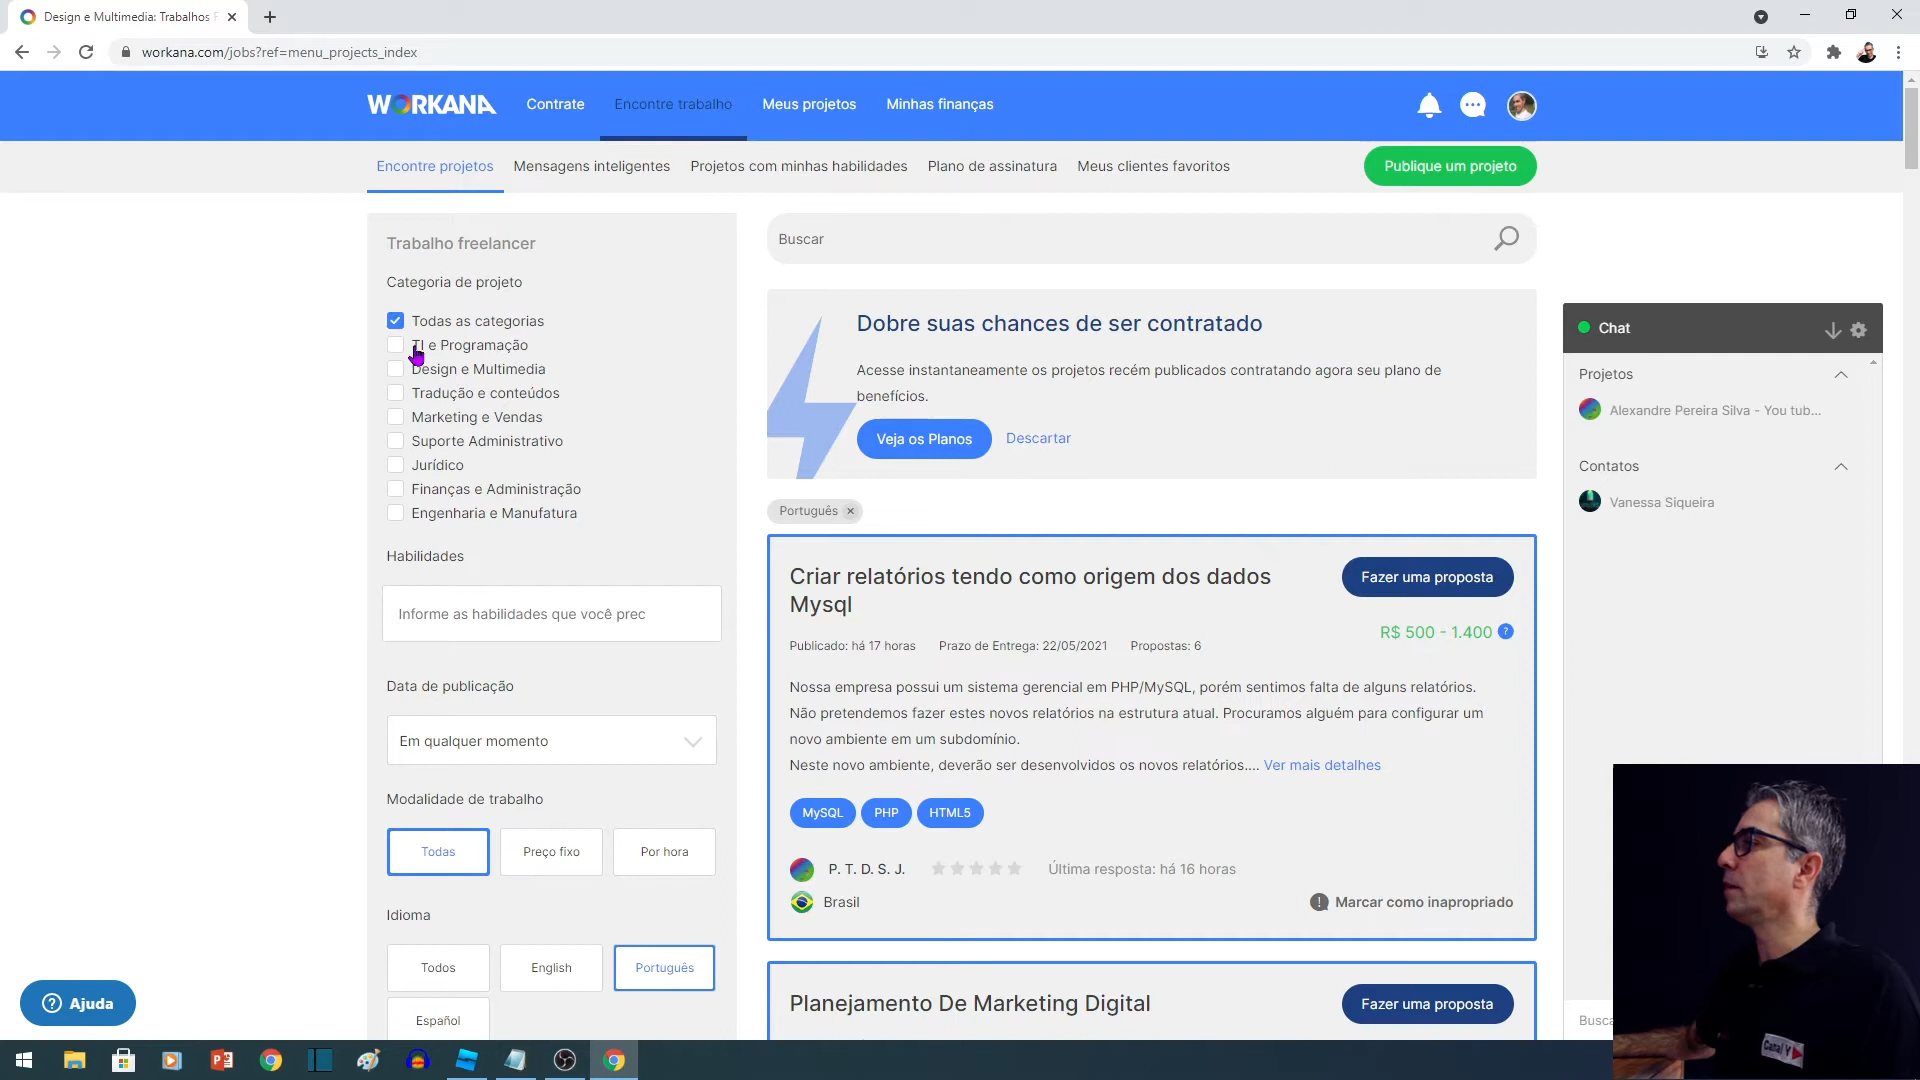 Design e Multimedia: Trabalhos F
workana.com/jobs?ref=menu_projects_index
WORKANA
Contrate
Encontre trabalho
Meus projetos
Minhas finanças
Encontre projetos
Mensagens inteligentes
Projetos com minhas habilidades
Plano de assinatura
Meus clientes favoritos
Publique um projeto
Trabalho freelancer
Categoria de projeto
Todas as categorias
TI e Programação
Design e Multimedia
Tradução e conteúdos
Marketing e Vendas
Suporte Administrativo
Jurídico
Finanças e Administração
Engenharia e Manufatura
Habilidades
Informe as habilidades que você prec
Data de publicação
Em qualquer momento
Modalidade de trabalho
Todas
Preço fixo
Por hora
Idioma
Todos
English
Português
Español
Ajuda
Buscar
Dobre suas chances de ser contratado
Acesse instantaneamente os projetos recém publicados contratando agora seu plano de
benefícios.
Veja os Planos
Descartar
Português
Criar relatórios tendo como origem dos dados
Mysql
Fazer uma proposta
R$ 500 - 1.400
Publicado: há 17 horas
Prazo de Entrega: 22/05/2021
Propostas: 6
Nossa empresa possui um sistema gerencial em PHP/MySQL, porém sentimos falta de alguns relatórios.
Não pretendemos fazer estes novos relatórios na estrutura atual. Procuramos alguém para configurar um
novo ambiente em um subdomínio.
Neste novo ambiente, deverão ser desenvolvidos os novos relatórios.... Ver mais detalhes
MySQL
PHP
HTML5
P. T. D. S. J.
Última resposta: há 16 horas
Brasil
Marcar como inapropriado
Planejamento De Marketing Digital
Fazer uma proposta
Chat
Projetos
Alexandre Pereira Silva - You tub...
Contatos
Vanessa Siqueira
Busca
Canal Y